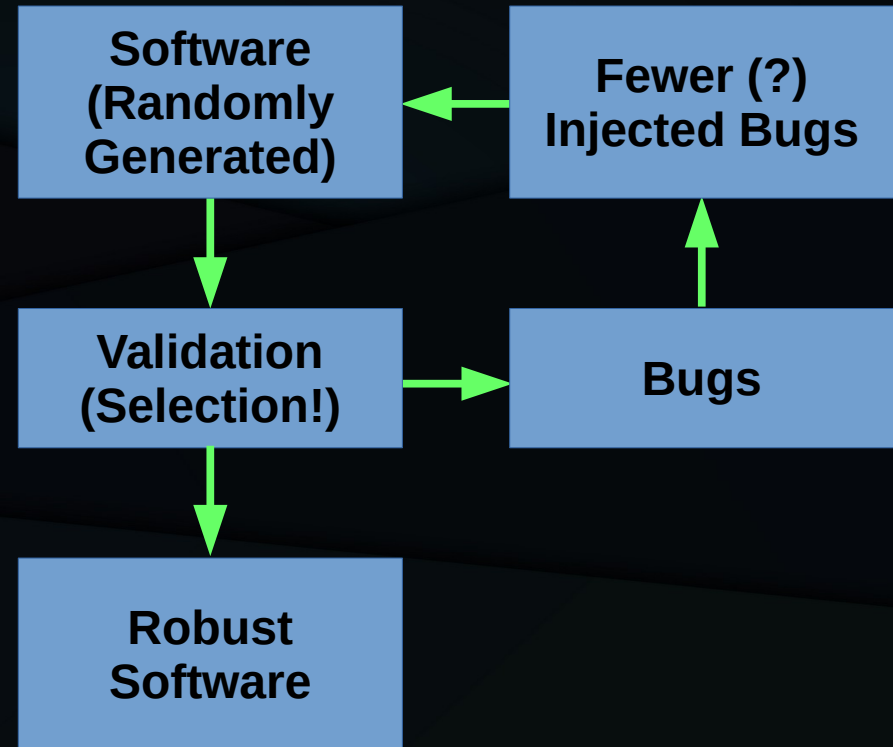 Software
(Randomly
Generated)
Fewer (?)
Injected Bugs
Validation
(Selection!)
Bugs
Robust
Software